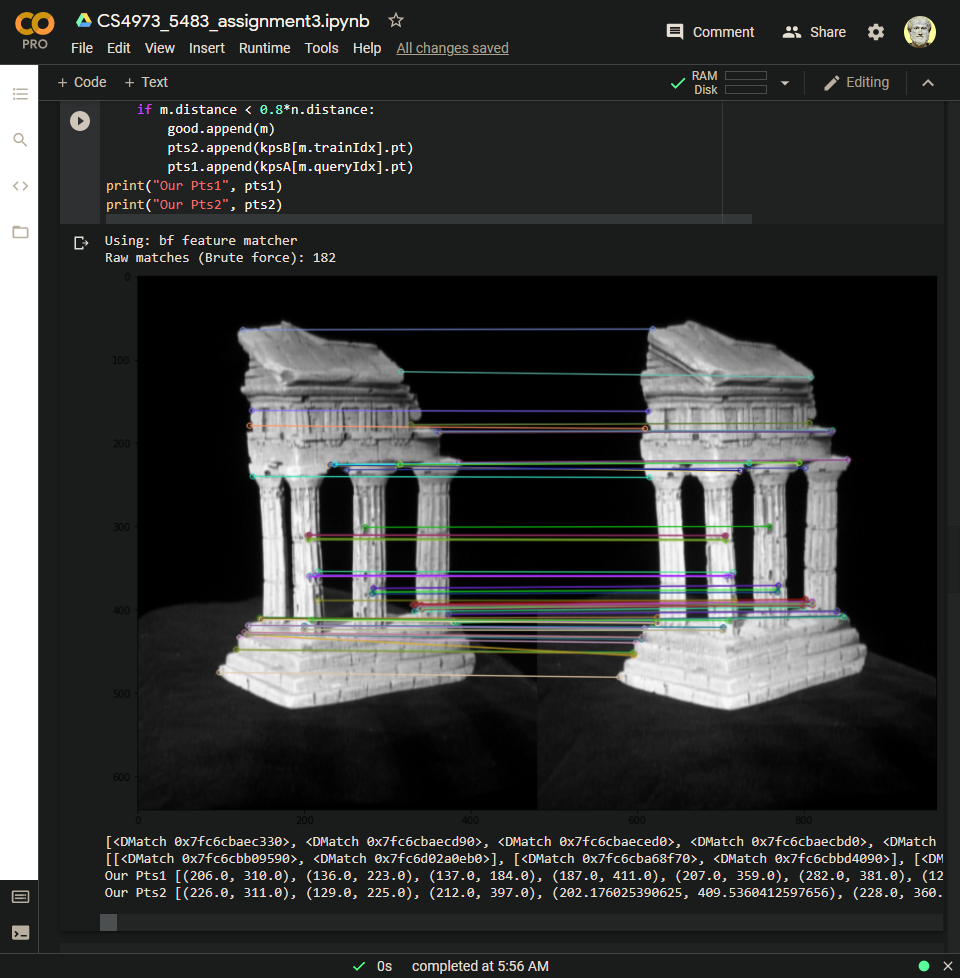 CO
PRO
CS4973_5483_assignment3.ipynb
Comment
Share
File Edit View Insert Runtime Tools Help All changes saved
+ Code + Text
RAM
Disk
Editing
if m.distance < 0.8*n.distance:
good.append(m)
pts2.append(kpsB[m.trainIdx].pt)
pts1.append(kpsA[m.queryIdx].pt)
print("Our Pts1", pts1)
print("Our Pts2", pts2)
Using: bf feature matcher
Raw matches (Brute force): 182
0
100
200
300
400
500
600
0 200 400 600 800
[<DMatch 0x7fc6cbaec330>, <DMatch 0x7fc6cbaecd90>, <DMatch 0x7fc6cbaeced0>, <DMatch 0x7fc6cbaecbd0>, <DMatch
[[<DMatch 0x7fc6cbb09590>, <DMatch 0x7fc6d02a0eb0>], [<DMatch 0x7fc6cba68f70>, <DMatch 0x7fc6cbbd4090>], [<DM
Our Pts1 [(206.0, 310.0), (136.0, 223.0), (137.0, 184.0), (187.0, 411.0), (207.0, 359.0), (282.0, 381.0), (12
Our Pts2 [(226.0, 311.0), (129.0, 225.0), (212.0, 397.0), (202.176025390625, 409.5360412597656), (228.0, 360.
0s completed at 5:56 AM